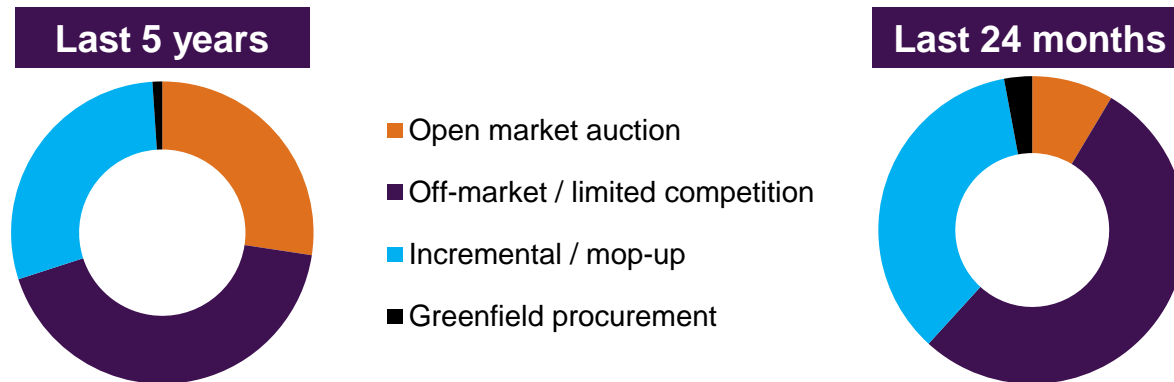 Last 5 years
Last 24 months
Open market auction
Off-market / limited competition
Incremental / mop-up
Greenfield procurement